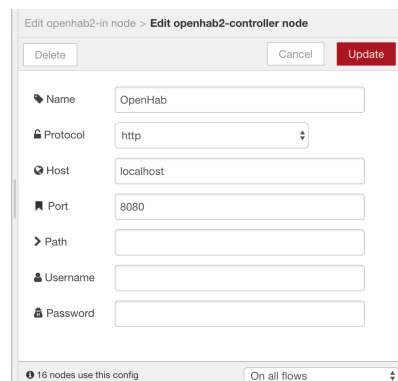 Edit openhab2-in node > Edit openhab2-controller node
Delete Cancel Update
Name OpenHab
Protocol http
Host localhost
Port 8080
Path
Username
Password
16 nodes use this config On all flows